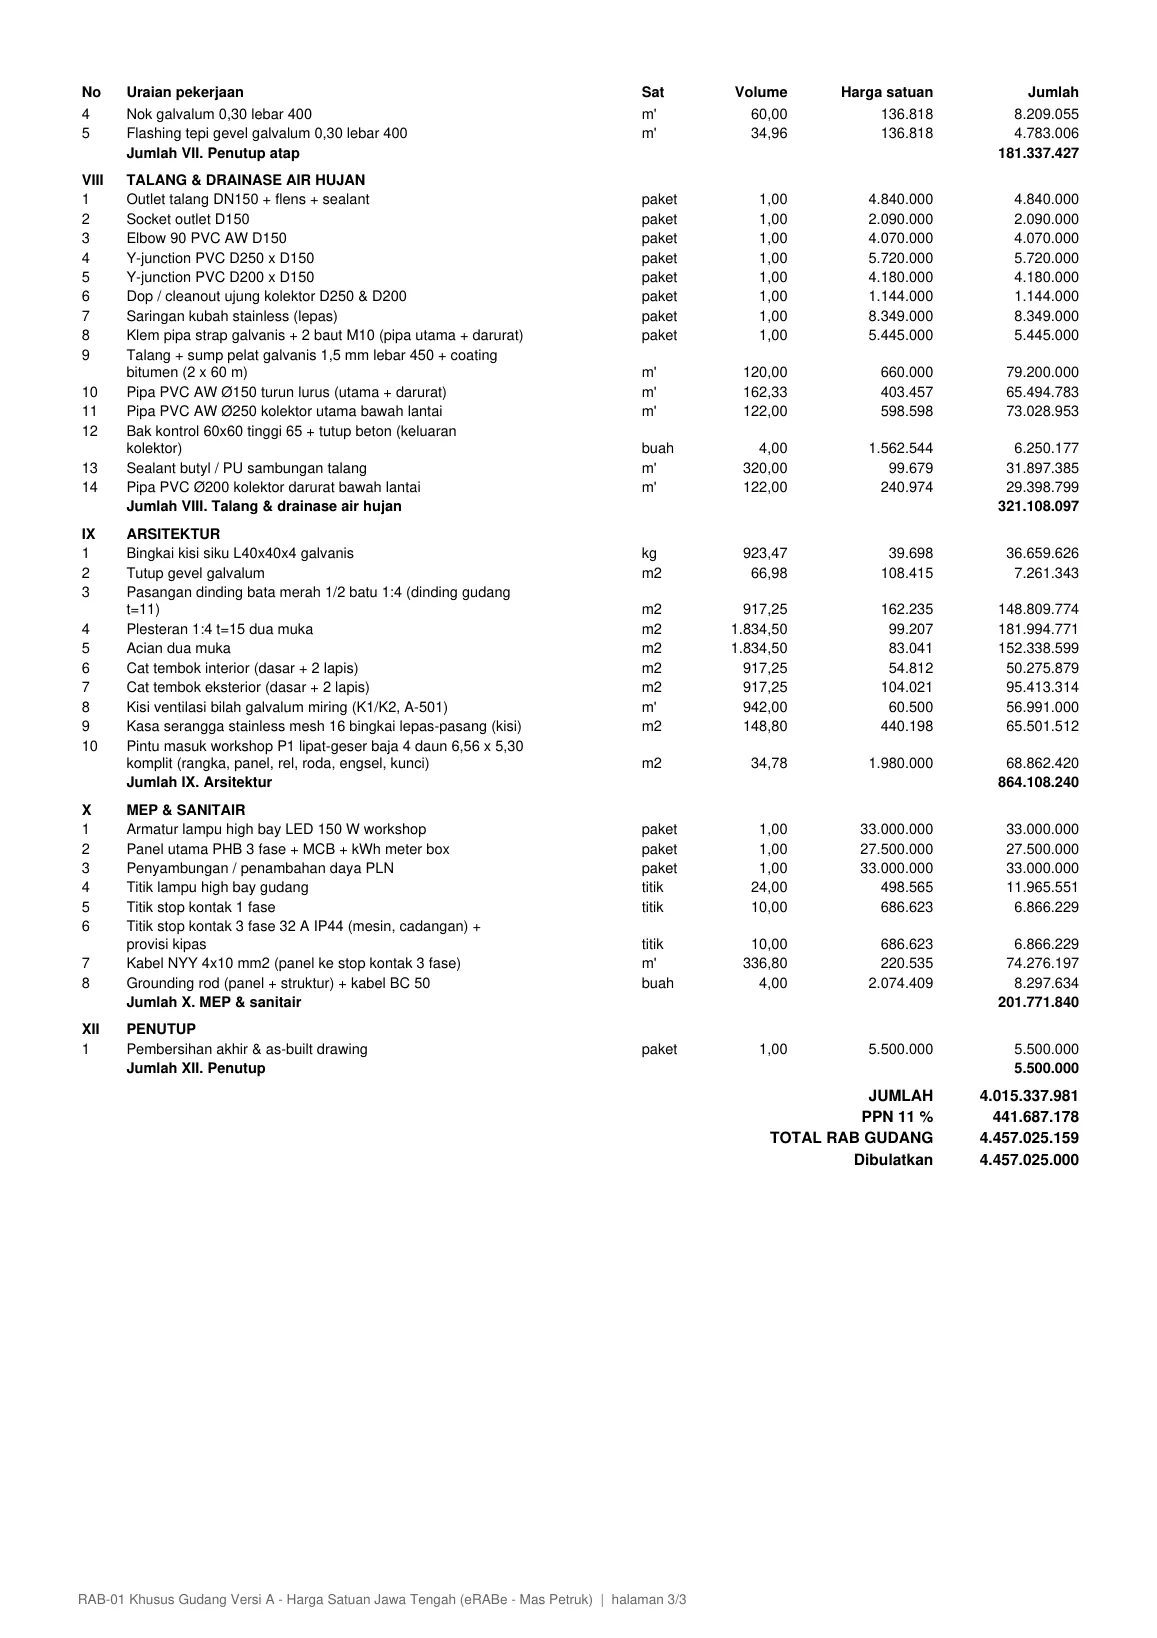 No Uraian pekerjaan Sat Volume Harga satuan Jumlah
4 Nok galvalum 0,30 lebar 400 m' 60,00 136.818 8.209.055
5 Flashing tepi gevel galvalum 0,30 lebar 400 m' 34,96 136.818 4.783.006
Jumlah VII. Penutup atap 181.337.427
VIII TALANG & DRAINASE AIR HUJAN
1 Outlet talang DN150 + flens + sealant paket 1,00 4.840.000 4.840.000
2 Socket outlet D150 paket 1,00 2.090.000 2.090.000
3 Elbow 90 PVC AW D150 paket 1,00 4.070.000 4.070.000
4 Y-junction PVC D250 x D150 paket 1,00 5.720.000 5.720.000
5 Y-junction PVC D200 x D150 paket 1,00 4.180.000 4.180.000
6 Dop / cleanout ujung kolektor D250 & D200 paket 1,00 1.144.000 1.144.000
7 Saringan kubah stainless (lepas) paket 1,00 8.349.000 8.349.000
8 Klem pipa strap galvanis + 2 baut M10 (pipa utama + darurat) paket 1,00 5.445.000 5.445.000
9 Talang + sump pelat galvanis 1,5 mm lebar 450 + coating
bitumen (2 x 60 m) m' 120,00 660.000 79.200.000
10 Pipa PVC AW Ø150 turun lurus (utama + darurat) m' 162,33 403.457 65.494.783
11 Pipa PVC AW Ø250 kolektor utama bawah lantai m' 122,00 598.598 73.028.953
12 Bak kontrol 60x60 tinggi 65 + tutup beton (keluaran
kolektor) buah 4,00 1.562.544 6.250.177
13 Sealant butyl / PU sambungan talang m' 320,00 99.679 31.897.385
14 Pipa PVC Ø200 kolektor darurat bawah lantai m' 122,00 240.974 29.398.799
Jumlah VIII. Talang & drainase air hujan 321.108.097
IX ARSITEKTUR
1 Bingkai kisi siku L40x40x4 galvanis kg 923,47 39.698 36.659.626
2 Tutup gevel galvalum m2 66,98 108.415 7.261.343
3 Pasangan dinding bata merah 1/2 batu 1:4 (dinding gudang
t=11) m2 917,25 162.235 148.809.774
4 Plesteran 1:4 t=15 dua muka m2 1.834,50 99.207 181.994.771
5 Acian dua muka m2 1.834,50 83.041 152.338.599
6 Cat tembok interior (dasar + 2 lapis) m2 917,25 54.812 50.275.879
7 Cat tembok eksterior (dasar + 2 lapis) m2 917,25 104.021 95.413.314
8 Kisi ventilasi bilah galvalum miring (K1/K2, A-501) m' 942,00 60.500 56.991.000
9 Kasa serangga stainless mesh 16 bingkai lepas-pasang (kisi) m2 148,80 440.198 65.501.512
10 Pintu masuk workshop P1 lipat-geser baja 4 daun 6,56 x 5,30
komplit (rangka, panel, rel, roda, engsel, kunci) m2 34,78 1.980.000 68.862.420
Jumlah IX. Arsitektur 864.108.240
X MEP & SANITAIR
1 Armatur lampu high bay LED 150 W workshop paket 1,00 33.000.000 33.000.000
2 Panel utama PHB 3 fase + MCB + kWh meter box paket 1,00 27.500.000 27.500.000
3 Penyambungan / penambahan daya PLN paket 1,00 33.000.000 33.000.000
4 Titik lampu high bay gudang titik 24,00 498.565 11.965.551
5 Titik stop kontak 1 fase titik 10,00 686.623 6.866.229
6 Titik stop kontak 3 fase 32 A IP44 (mesin, cadangan) +
provisi kipas titik 10,00 686.623 6.866.229
7 Kabel NYY 4x10 mm2 (panel ke stop kontak 3 fase) m' 336,80 220.535 74.276.197
8 Grounding rod (panel + struktur) + kabel BC 50 buah 4,00 2.074.409 8.297.634
Jumlah X. MEP & sanitair 201.771.840
XII PENUTUP
1 Pembersihan akhir & as-built drawing paket 1,00 5.500.000 5.500.000
Jumlah XII. Penutup 5.500.000
JUMLAH 4.015.337.981
PPN 11 % 441.687.178
TOTAL RAB GUDANG 4.457.025.159
Dibulatkan 4.457.025.000
RAB-01 Khusus Gudang Versi A - Harga Satuan Jawa Tengah (eRABe - Mas Petruk) | halaman 3/3